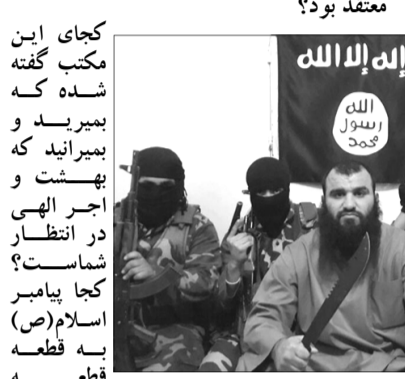 معتقد بود؟
کجای این
مکتب گفته
شده که
بمیرید و
بمیرانید که
بهشت و
اجر الهی
در انتظار
شماست؟
کجا پیامبر
اسلام(ص)
به قطعه
قطعه
إله إلا الله
الله
رسول
محمد